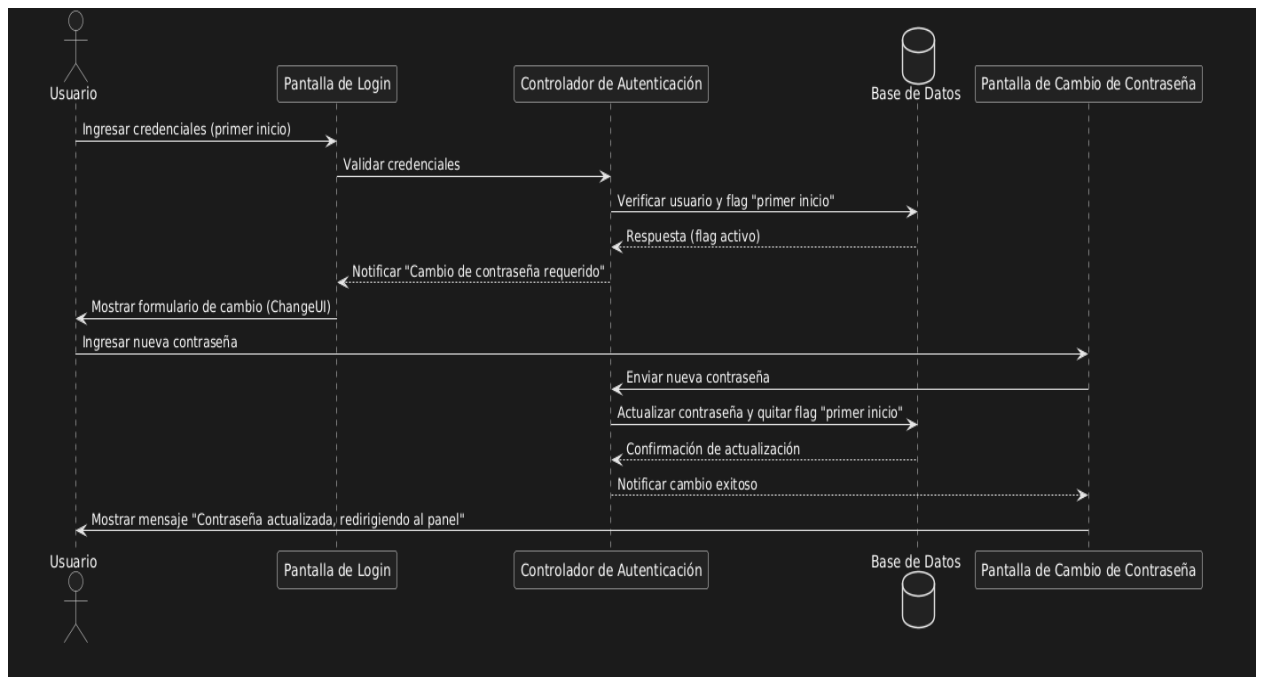 Usuario
Pantalla de Login
Controlador de Autenticación
Base de Datos
Pantalla de Cambio de Contraseña
Ingresar credenciales (primer inicio)
Validar credenciales
Verificar usuario y flag "primer inicio"
Respuesta (flag activo)
Notificar "Cambio de contraseña requerido"
Mostrar formulario de cambio (ChangeUI)
Ingresar nueva contraseña
Enviar nueva contraseña
Actualizar contraseña y quitar flag "primer inicio"
Confirmación de actualización
Notificar cambio exitoso
Mostrar mensaje "Contraseña actualizada, redirigiendo al panel"
Usuario
Pantalla de Login
Controlador de Autenticación
Base de Datos
Pantalla de Cambio de Contraseña